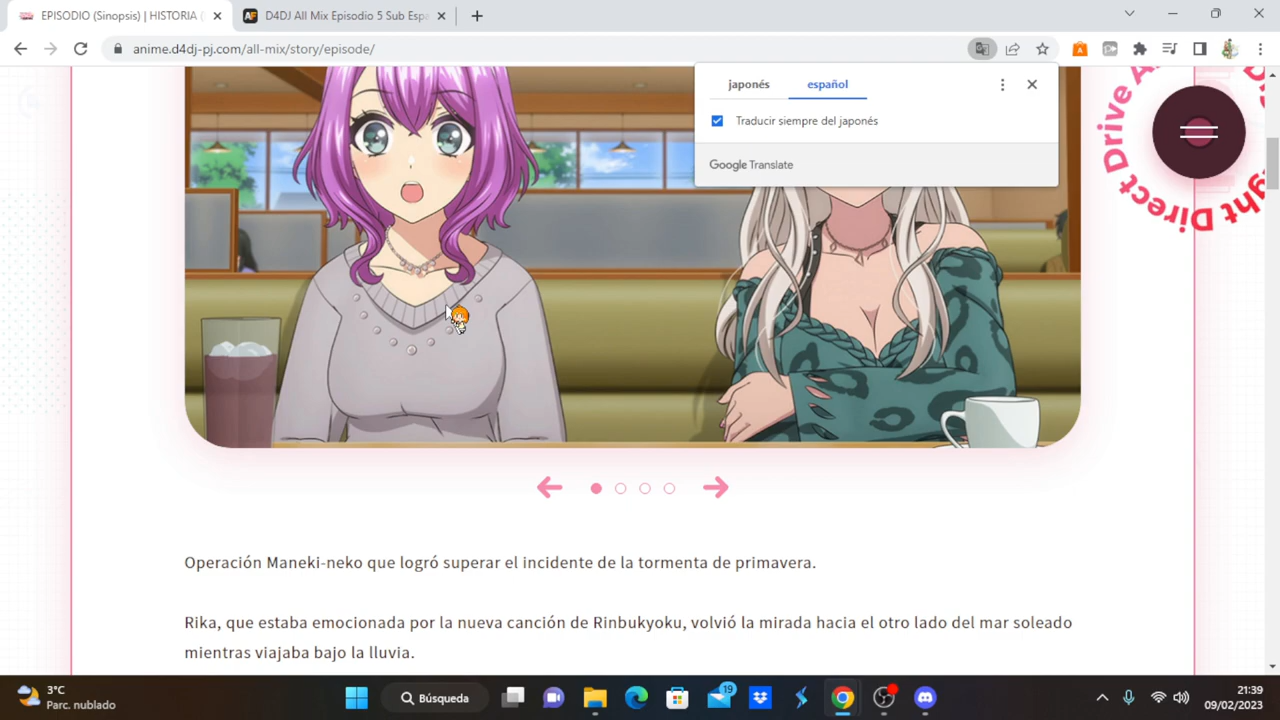 EPISODIO (Sinopsis) | HISTORIA (
D4DJ All Mix Episodio 5 Sub Espa
anime.d4dj-pj.com/all-mix/story/episode/
japonés español
Traducir siempre del japonés
Google Translate
ght Direct Drive
Operación Maneki-neko que logró superar el incidente de la tormenta de primavera.
Rika, que estaba emocionada por la nueva canción de Rinbukyoku, volvió la mirada hacia el otro lado del mar soleado
mientras viajaba bajo la lluvia.
3°C
Parc. nublado
Búsqueda
19
21:39
09/02/2023